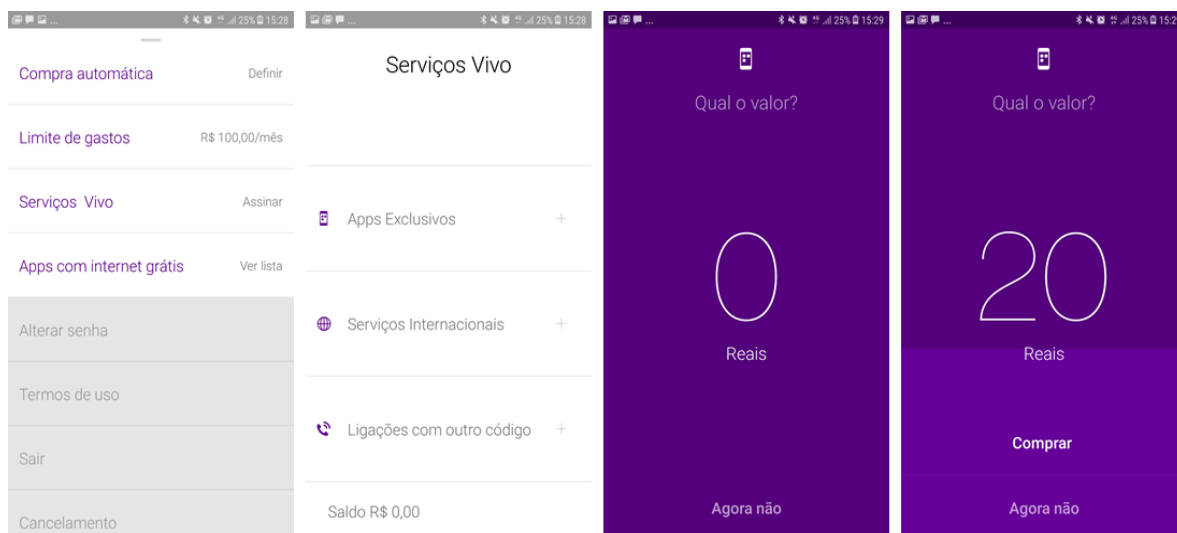 ... 25% 15:28
Compra automática Definir
Limite de gastos R$ 100,00/mês
Serviços Vivo Assinar
Apps com internet grátis Ver lista
Alterar senha
Termos de uso
Sair
Cancelamento
... 25% 15:28
Serviços Vivo
Apps Exclusivos +
Serviços Internacionais +
Ligações com outro código +
Saldo R$ 0,00
... 25% 15:29
Qual o valor?
0
Reais
Agora não
... 25% 15:2
Qual o valor?
20
Reais
Comprar
Agora não